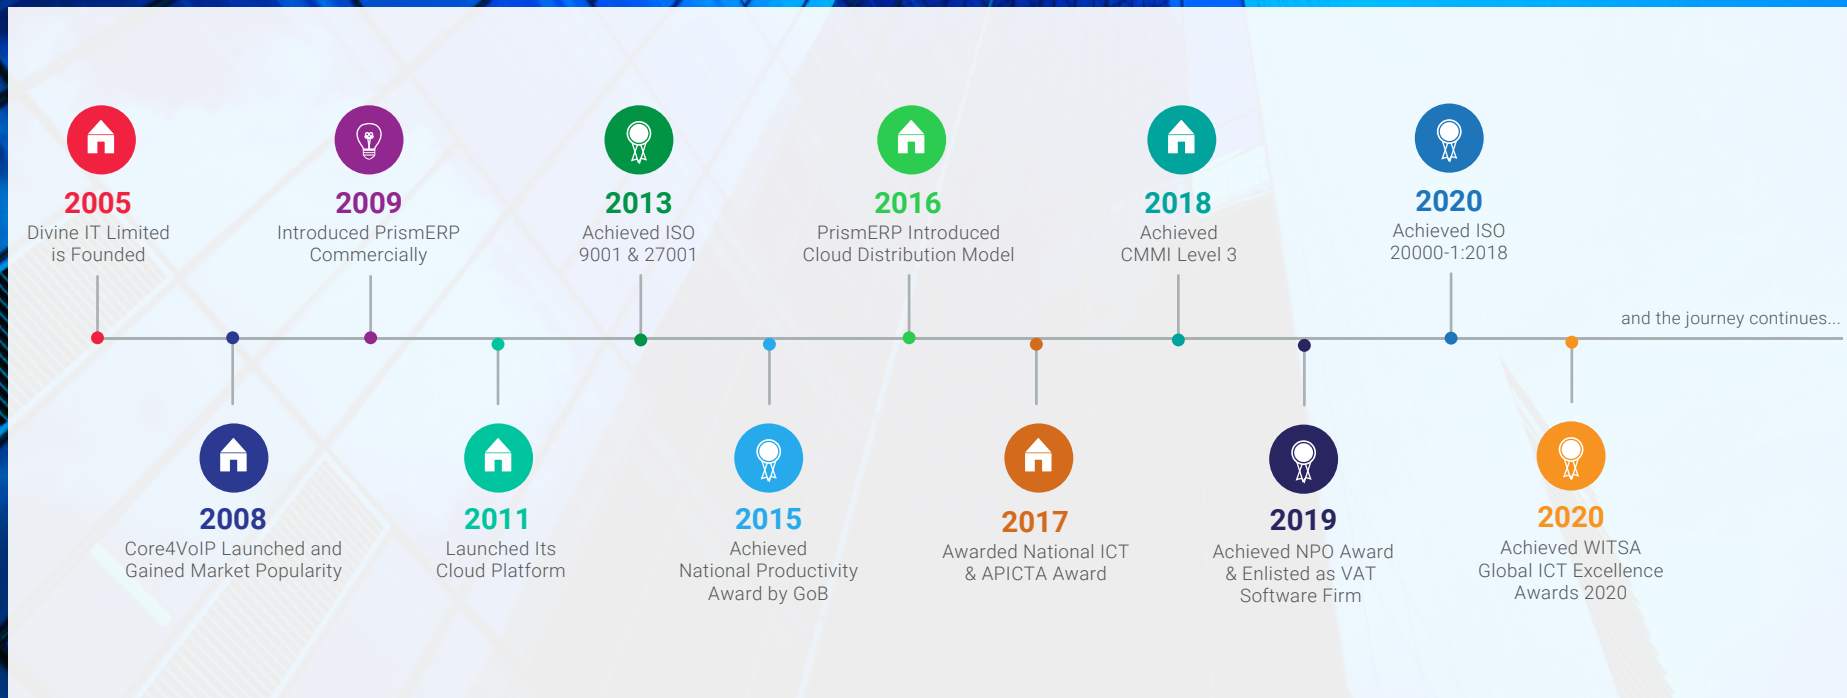 2005
Divine IT Limited
is Founded
2009
Introduced PrismERP
Commercially
2013
Achieved ISO
9001 & 27001
2016
PrismERP Introduced
Cloud Distribution Model
2018
Achieved
CMMI Level 3
2020
Achieved ISO
20000-1:2018
and the journey continues...
2008
Core4VoIP Launched and
Gained Market Popularity
2011
Launched Its
Cloud Platform
2015
Achieved
National Productivity
Award by GoB
2017
Awarded National ICT
& APICTA Award
2019
Achieved NPO Award
& Enlisted as VAT
Software Firm
2020
Achieved WITSA
Global ICT Excellence
Awards 2020